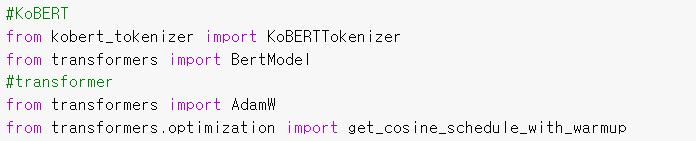 #KoBERT
from kobert_tokenizer import KoBERTTokenizer
from transformers import BertModel
#transformer
from transformers import AdamW
from transformers.optimization import get_cosine_schedule_with_warmup